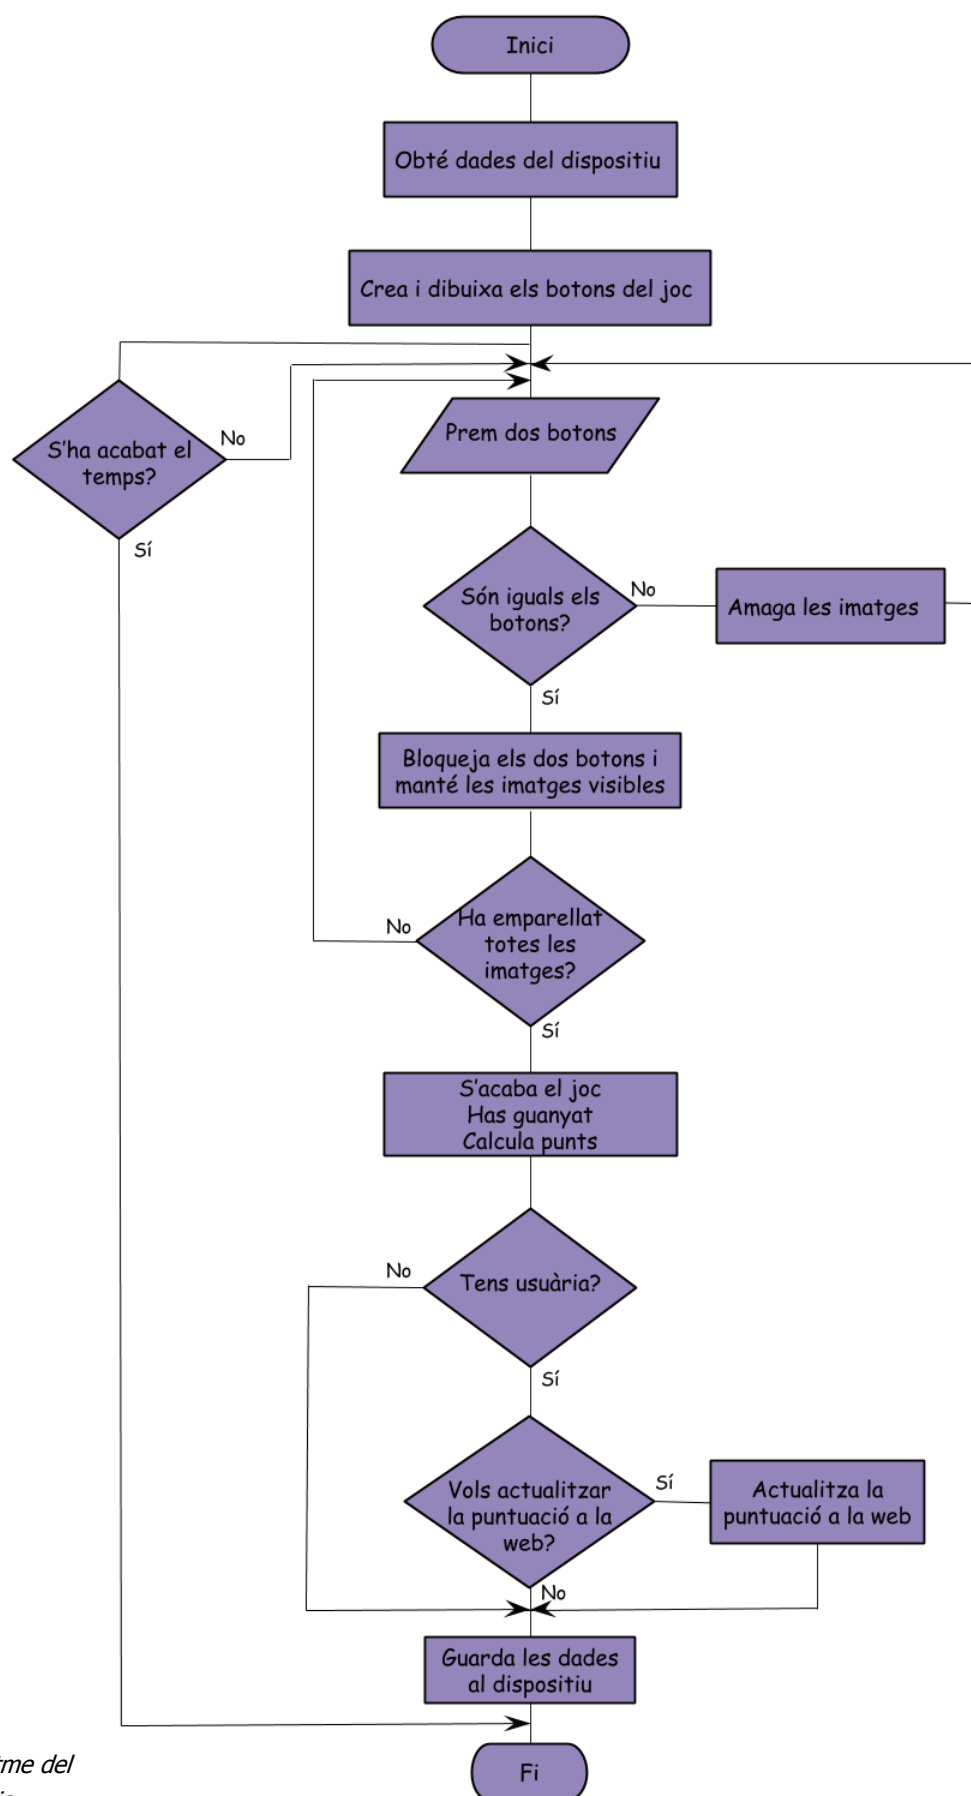 Inici
Obté dades del dispositiu
Crea i dibuixa els botons del joc
S'ha acabat el
temps?
No
Sí
Prem dos botons
Són iguals els
botons?
No
Amaga les imatges
Sí
Bloqueja els dos botons i
manté les imatges visibles
Ha emparellat
totes les
imatges?
No
Sí
S'acaba el joc
Has guanyat
Calcula punts
Tens usuària?
No
Sí
Vols actualitzar
la puntuació a la
web?
Sí
Actualitza la
puntuació a la web
No
Guarda les dades
al dispositiu
Fi
del